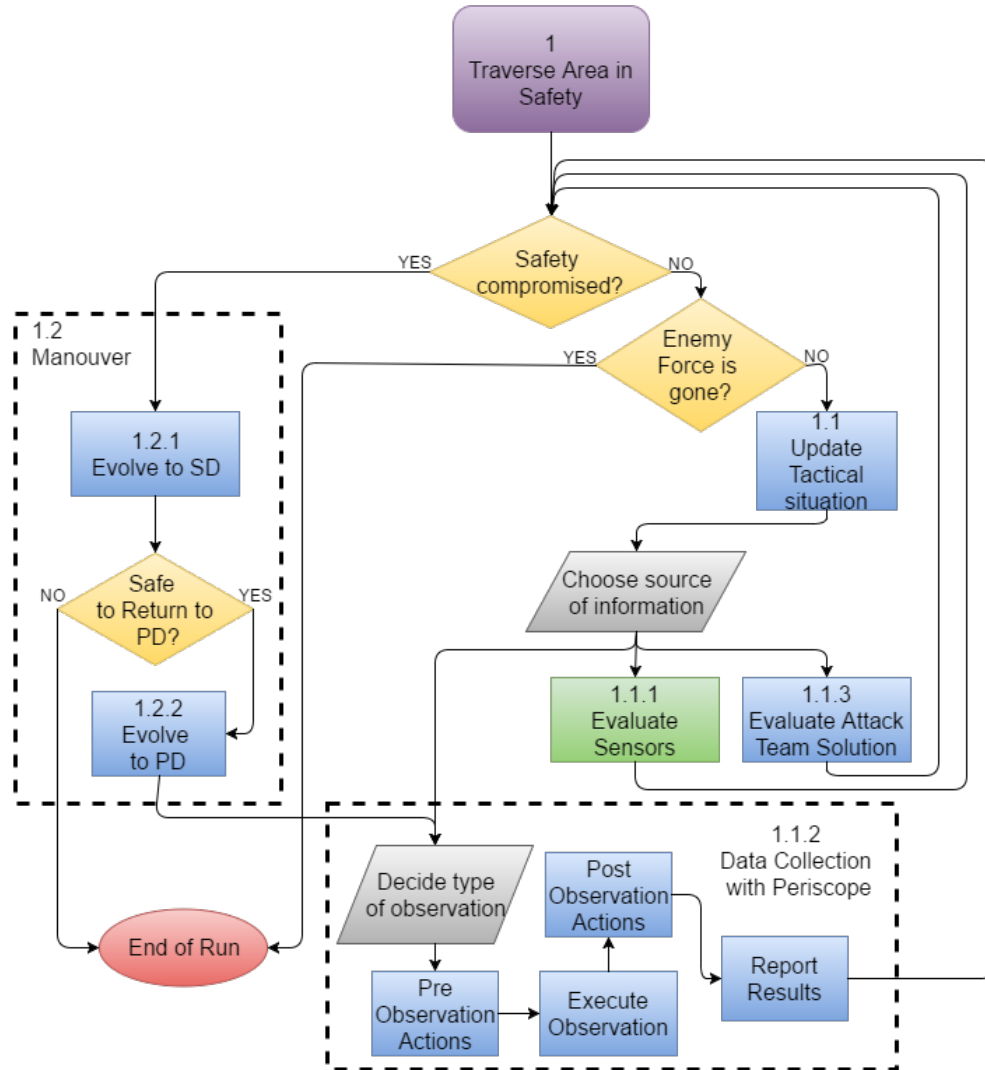 1
Traverse Area in
Safety
Safety
compromised?
YES
NO
Enemy
Force is
gone?
YES
NO
1.2
Manouver
1.2.1
Evolve to SD
1.1
Update
Tactical
situation
Safe
to Return to
PD?
NO
YES
Choose source
of information
1.2.2
Evolve
to PD
1.1.1
Evaluate
Sensors
1.1.3
Evaluate Attack
Team Solution
1.1.2
Data Collection
with Periscope
Decide type
of observation
Post
Observation
Actions
End of Run
Pre
Observation
Actions
Execute
Observation
Report
Results